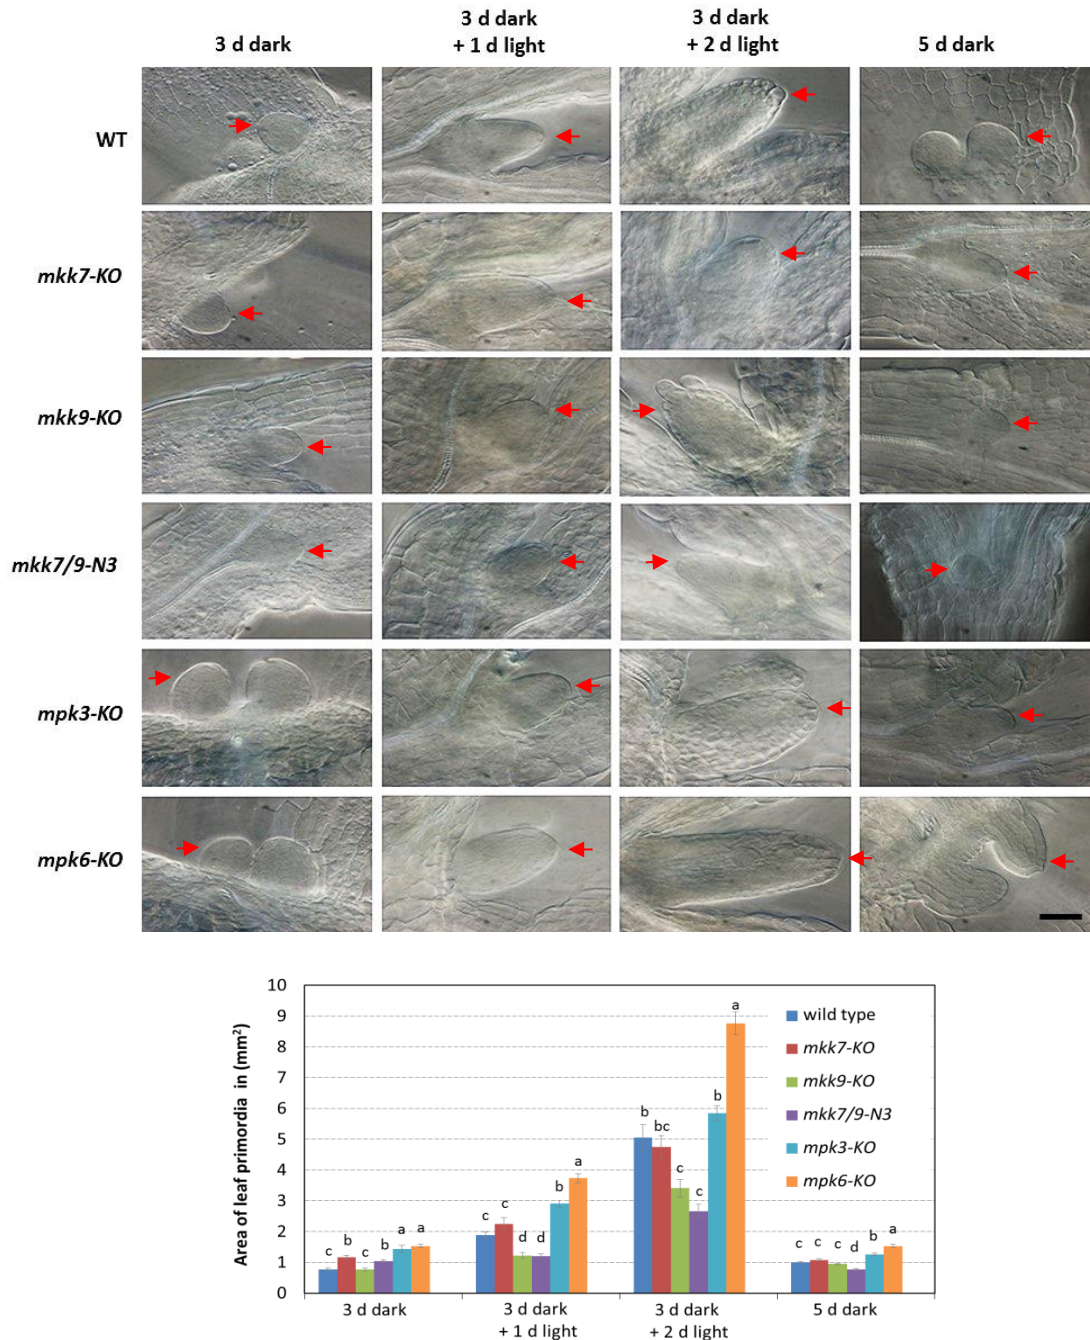 3 d dark
3 d dark
+ 1 d light
3 d dark
+ 2 d light
5 d dark
WT
mkk7-KO
mkk9-KO
mkk7/9-N3
mpk3-KO
mpk6-KO
Area of leaf primordia in (mm²)
10
9
8
7
6
5
4
3
2
1
0
c b c b a a
c c d d b a
b bc c c b a
c c c d b a
wild type
mkk7-KO
mkk9-KO
mkk7/9-N3
mpk3-KO
mpk6-KO
3 d dark
3 d dark
+ 1 d light
3 d dark
+ 2 d light
5 d dark